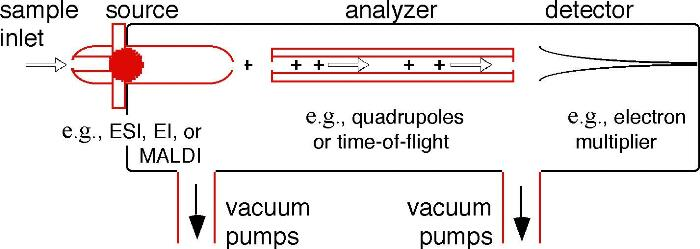 sample inlet
source
analyzer
detector
+ + + + +
e.g., ESI, EI, or
MALDI
e.g., quadrupoles
or time-of-flight
e.g., electron
multiplier
vacuum
pumps
vacuum
pumps